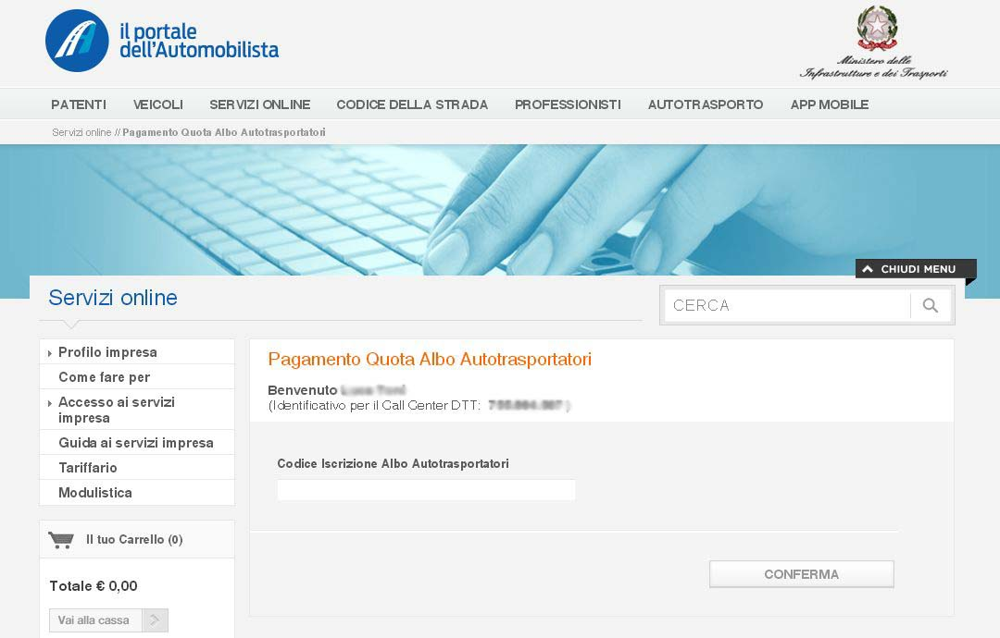 il portale
dell'Automobilista
Ministero delle
Infrastrutture e dei Trasporti
PATENTI VEICOLI SERVIZI ONLINE CODICE DELLA STRADA PROFESSIONISTI AUTOTRASPORTO APP MOBILE
Servizi online // Pagamento Quota Albo Autotrasportatori
CHIUDI MENU
Servizi online
CERCA
Profilo impresa
Come fare per
Accesso ai servizi
impresa
Guida ai servizi impresa
Tariffario
Modulistica
Il tuo Carrello (0)
Totale € 0,00
Vai alla cassa
Pagamento Quota Albo Autotrasportatori
Benvenuto
(Identificativo per il Call Center DTT: )
Codice Iscrizione Albo Autotrasportatori
CONFERMA